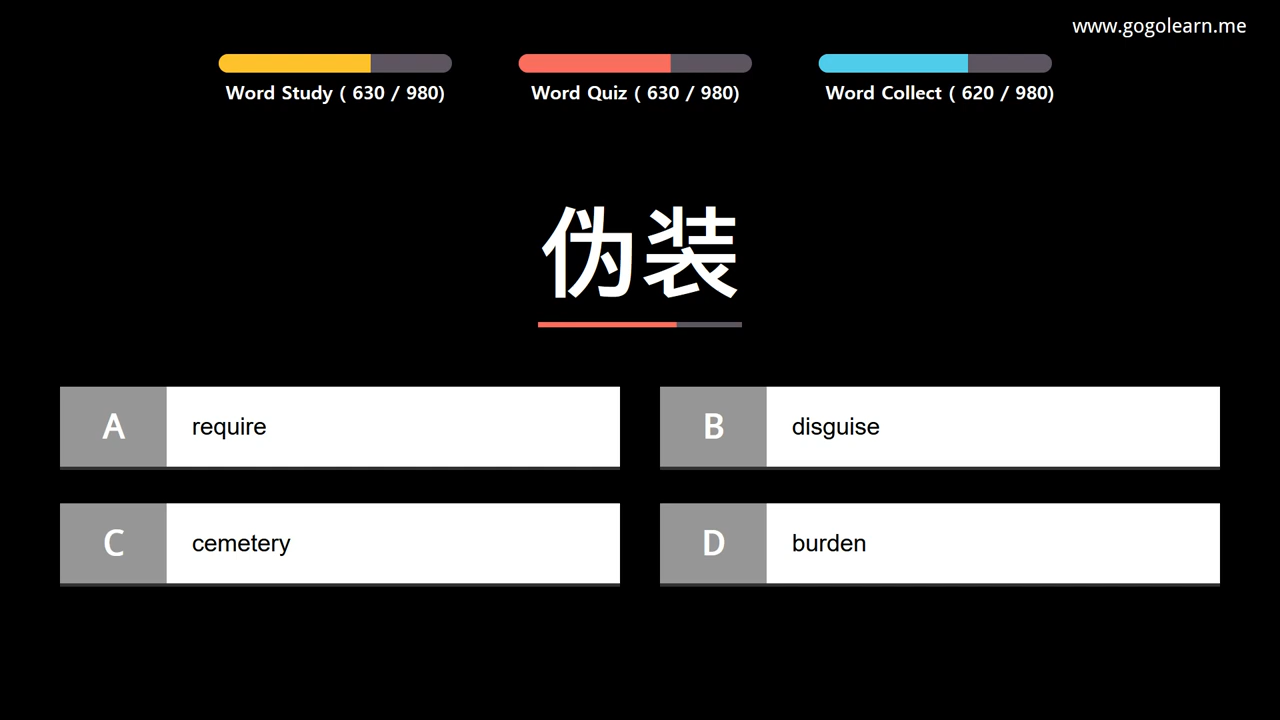 www.gogolearn.me
Word Study ( 630 / 980)
Word Quiz ( 630 / 980)
Word Collect ( 620 / 980)
伪装
A require
B disguise
C cemetery
D burden